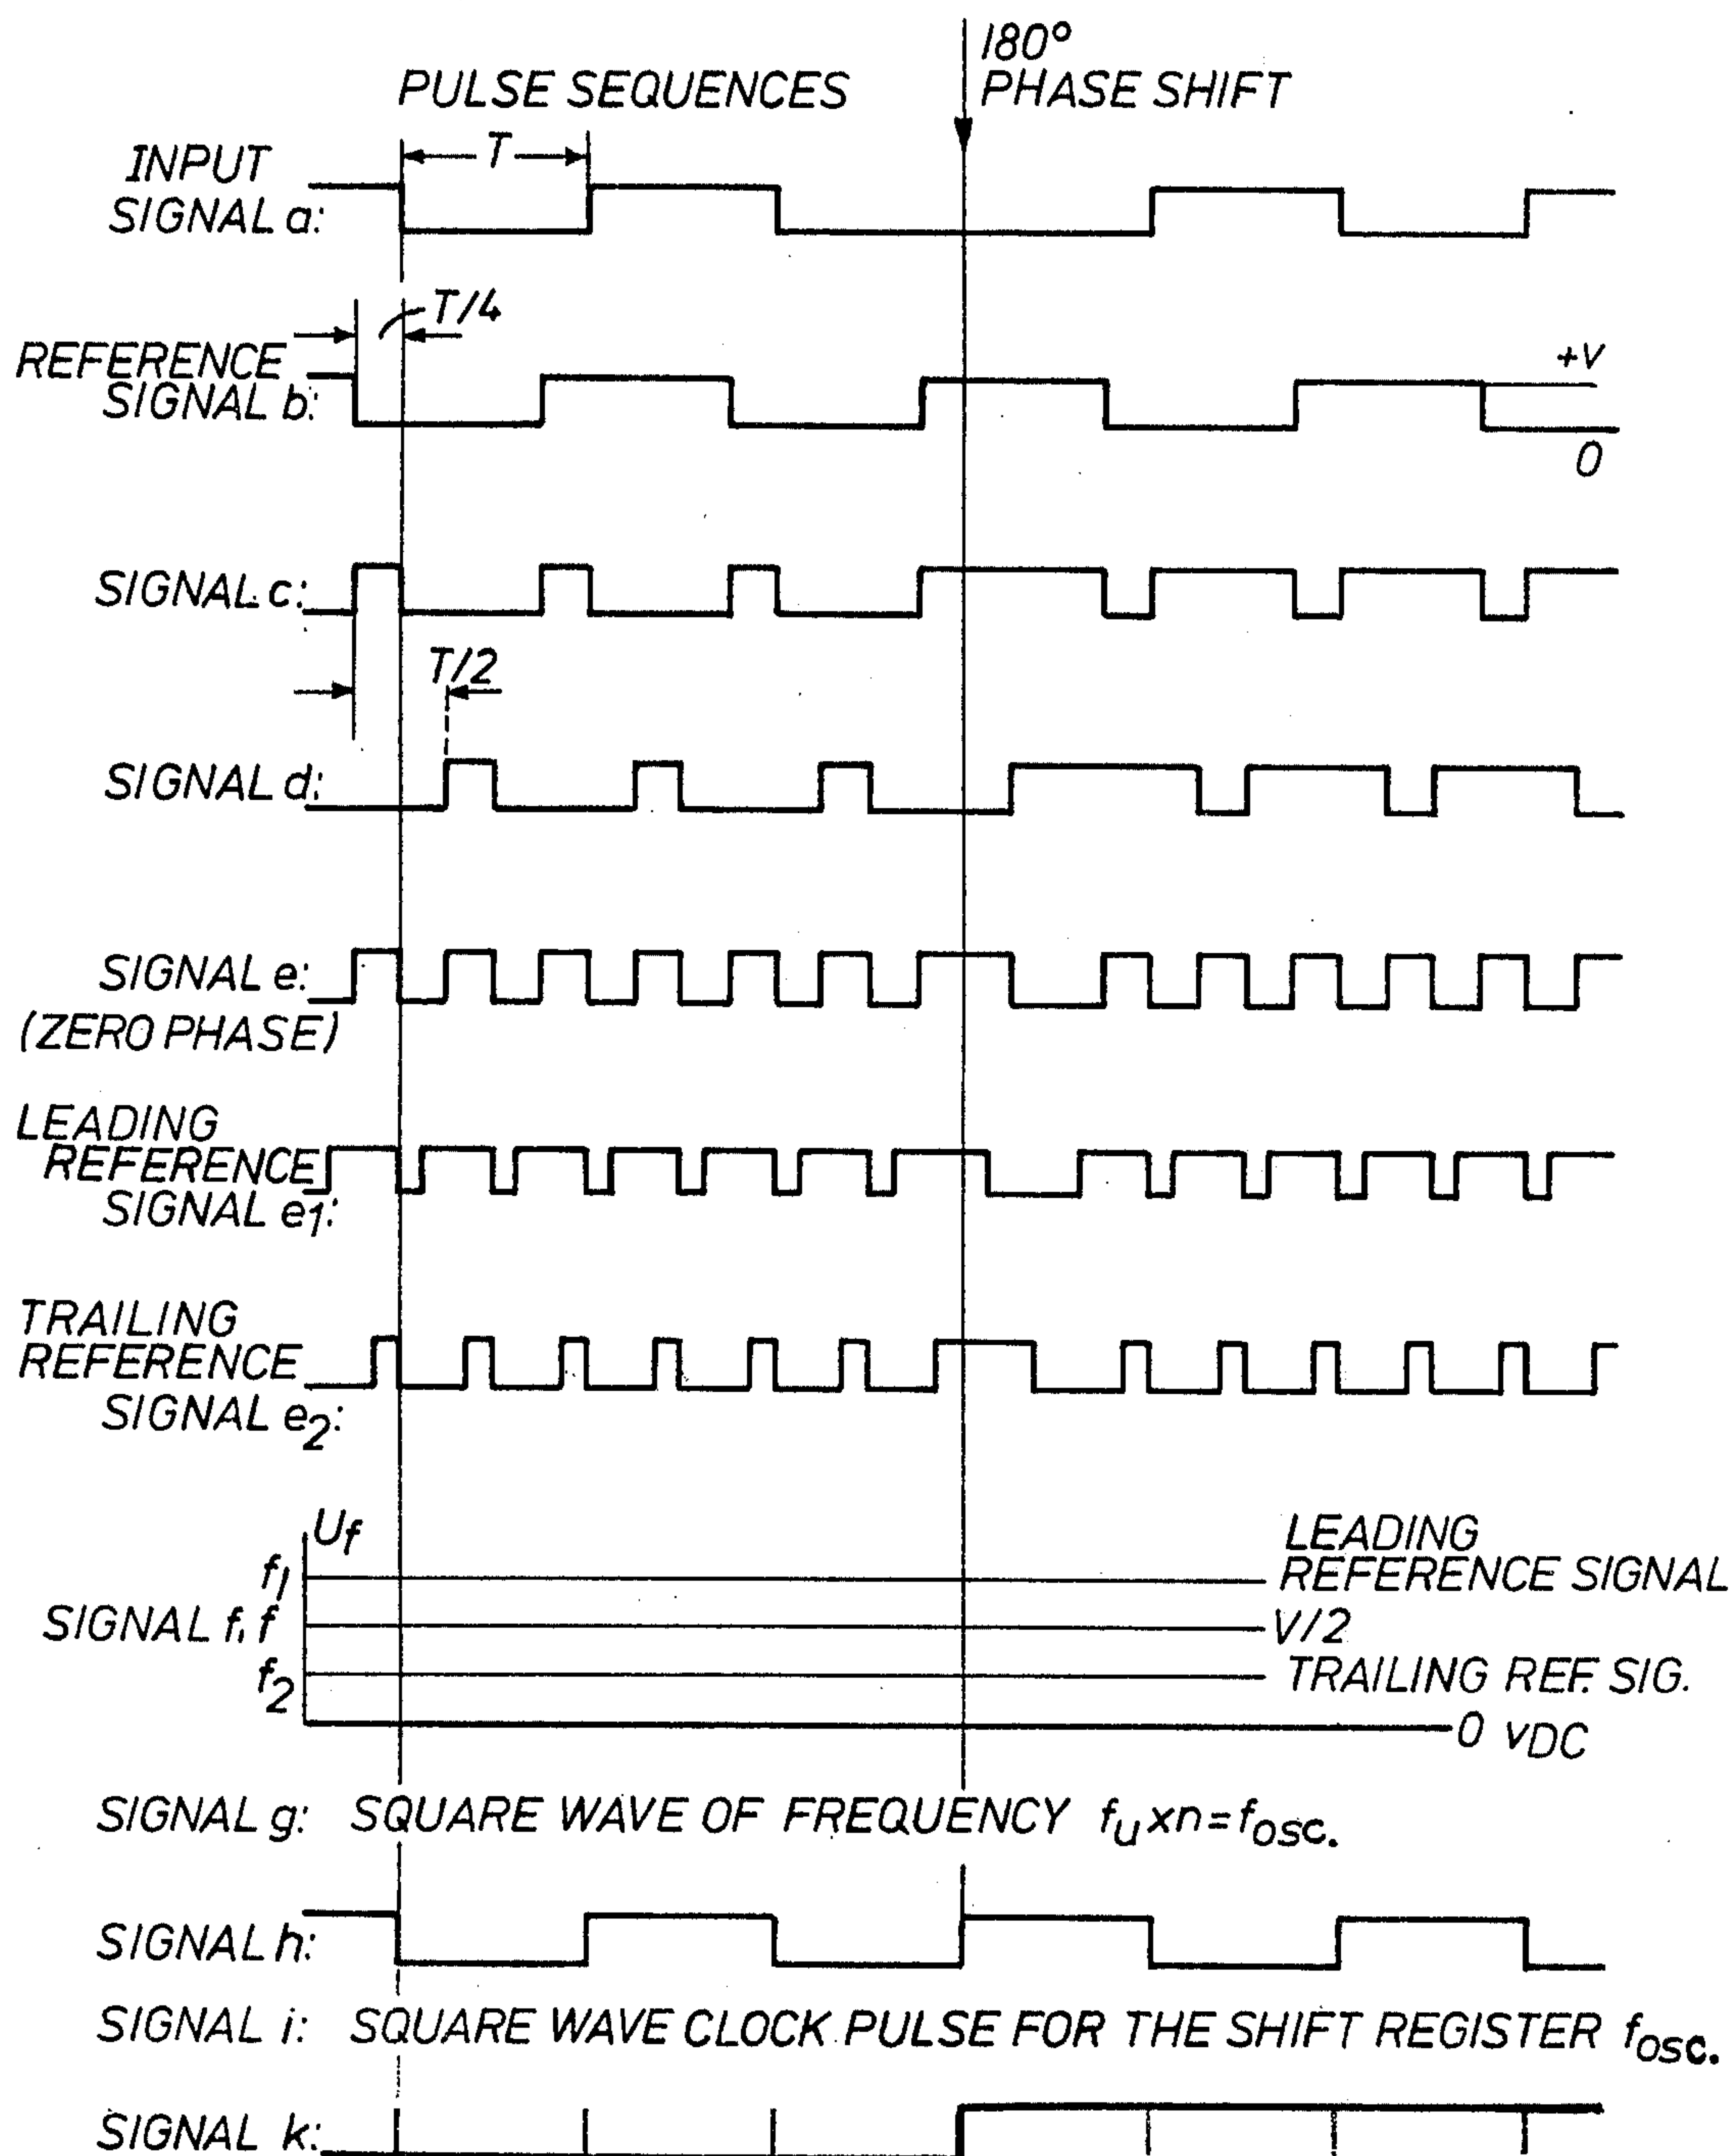 180°
PULSE SEQUENCES
PHASE SHIFT
T
INPUT
SIGNAL a:
T/4
REFERENCE
SIGNAL b:
+V
0
SIGNAL c:
T/2
SIGNAL d:
SIGNAL e:
(ZERO PHASE)
LEADING
REFERENCE
SIGNAL e1:
TRAILING
REFERENCE
SIGNAL e2:
Uf
LEADING
f1
REFERENCE SIGNAL
SIGNAL f, f
V/2
f2
TRAILING REF. SIG.
0 VDC
SIGNAL g: SQUARE WAVE OF FREQUENCY fu xn=fosc.
SIGNAL h:
SIGNAL i: SQUARE WAVE CLOCK PULSE FOR THE SHIFT REGISTER fosc.
SIGNAL k: